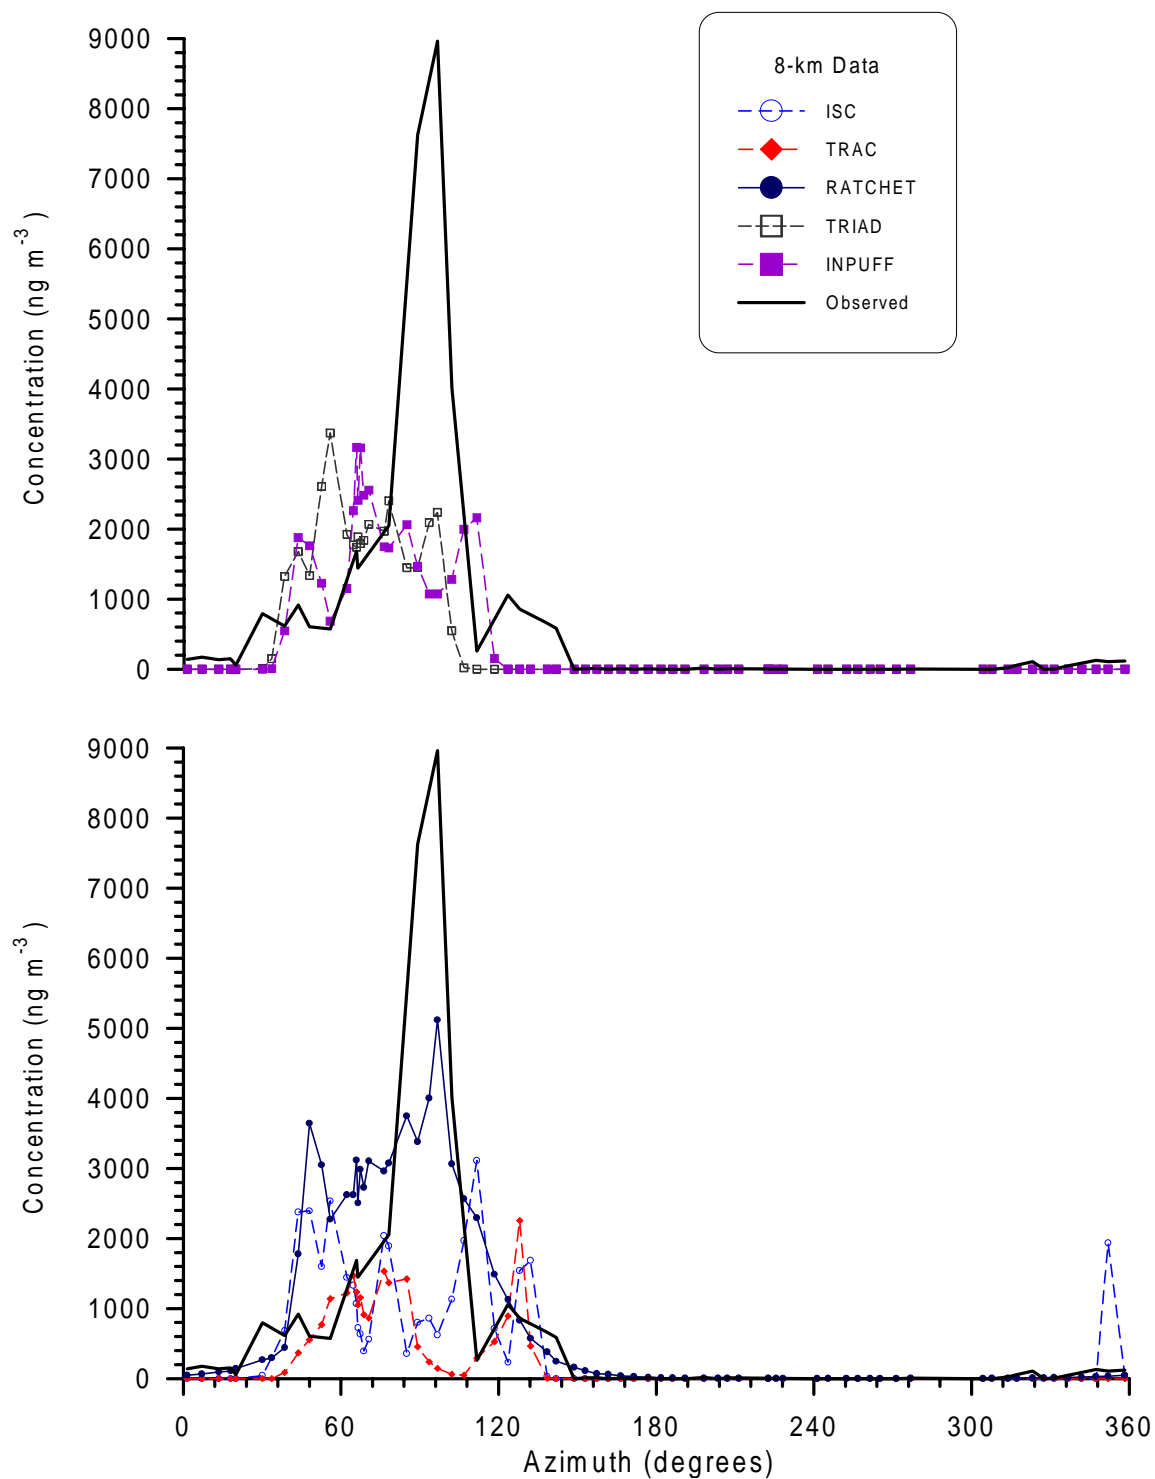 9000
8000
7000
6000
5000
4000
3000
2000
1000
0
Concentration (ng m⁻³)
8-km Data
ISC
TRAC
RATCHET
TRIAD
INPUFF
Observed
9000
8000
7000
6000
5000
4000
3000
2000
1000
0
Concentration (ng m⁻³)
0 60 120 180 240 300 360
Azimuth (degrees)